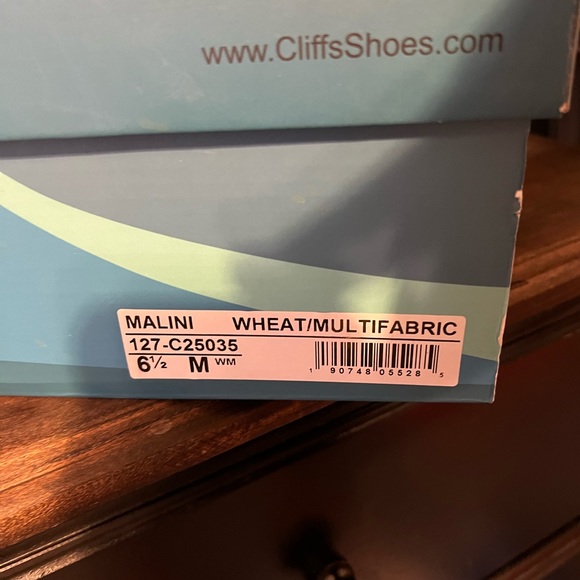 www.CliffsShoes.com
MALINI WHEAT/MULTIFABRIC
127-C25035
6½ M WM
1 90748 05528 5